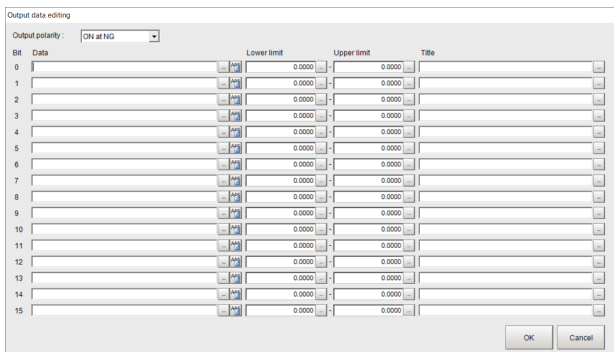 Output data editing
Output polarity : ON at NG
Bit Data Lower limit Upper limit Title
0 ... 0.0000 ... - 0.0000 ... ...
1 ... 0.0000 ... - 0.0000 ... ...
2 ... 0.0000 ... - 0.0000 ... ...
3 ... 0.0000 ... - 0.0000 ... ...
4 ... 0.0000 ... - 0.0000 ... ...
5 ... 0.0000 ... - 0.0000 ... ...
6 ... 0.0000 ... - 0.0000 ... ...
7 ... 0.0000 ... - 0.0000 ... ...
8 ... 0.0000 ... - 0.0000 ... ...
9 ... 0.0000 ... - 0.0000 ... ...
10 ... 0.0000 ... - 0.0000 ... ...
11 ... 0.0000 ... - 0.0000 ... ...
12 ... 0.0000 ... - 0.0000 ... ...
13 ... 0.0000 ... - 0.0000 ... ...
14 ... 0.0000 ... - 0.0000 ... ...
15 ... 0.0000 ... - 0.0000 ... ...
OK Cancel